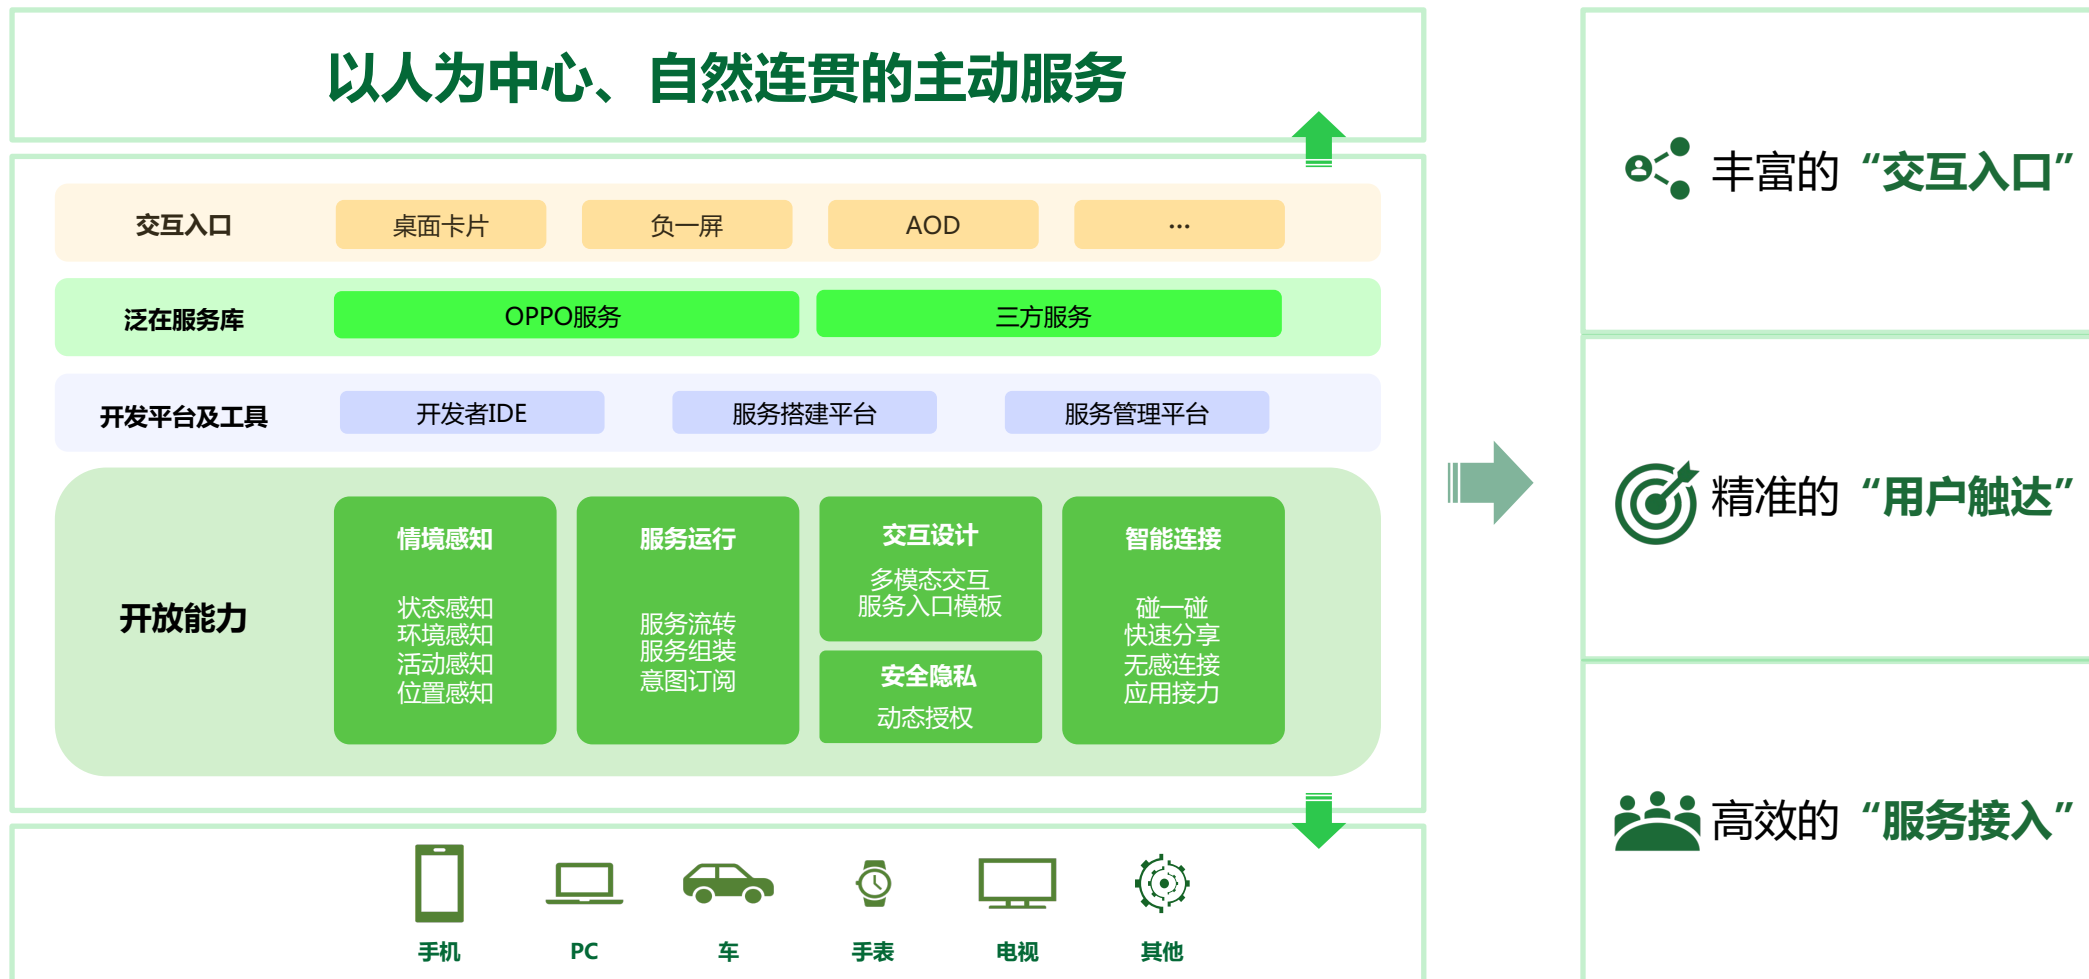 以人为中心、自然连贯的主动服务
交互入口
桌面卡片
负一屏
AOD
...
泛在服务库
OPPO服务
三方服务
开发平台及工具
开发者IDE
服务搭建平台
服务管理平台
开放能力
情境感知
状态感知
环境感知
活动感知
位置感知
服务运行
服务流转
服务组装
意图订阅
交互设计
多模态交互
服务入口模板
安全隐私
动态授权
智能连接
碰一碰
快速分享
无感连接
应用接力
手机
PC
车
手表
电视
其他
丰富的“交互入口”
精准的“用户触达”
高效的“服务接入”